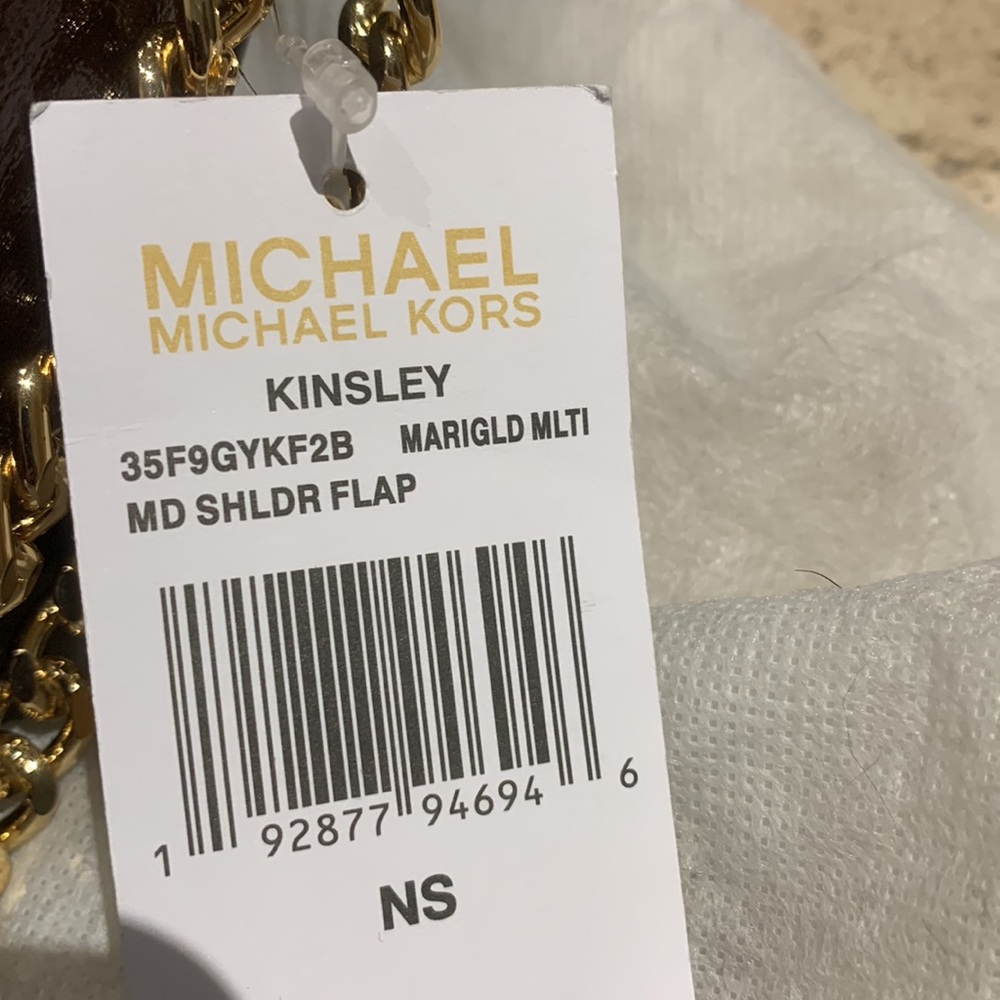 MICHAEL
MICHAEL KORS
KINSLEY
35F9GYKF2B MARIGLD MLTI
MD SHLDR FLAP
1 92877 94694 6
NS